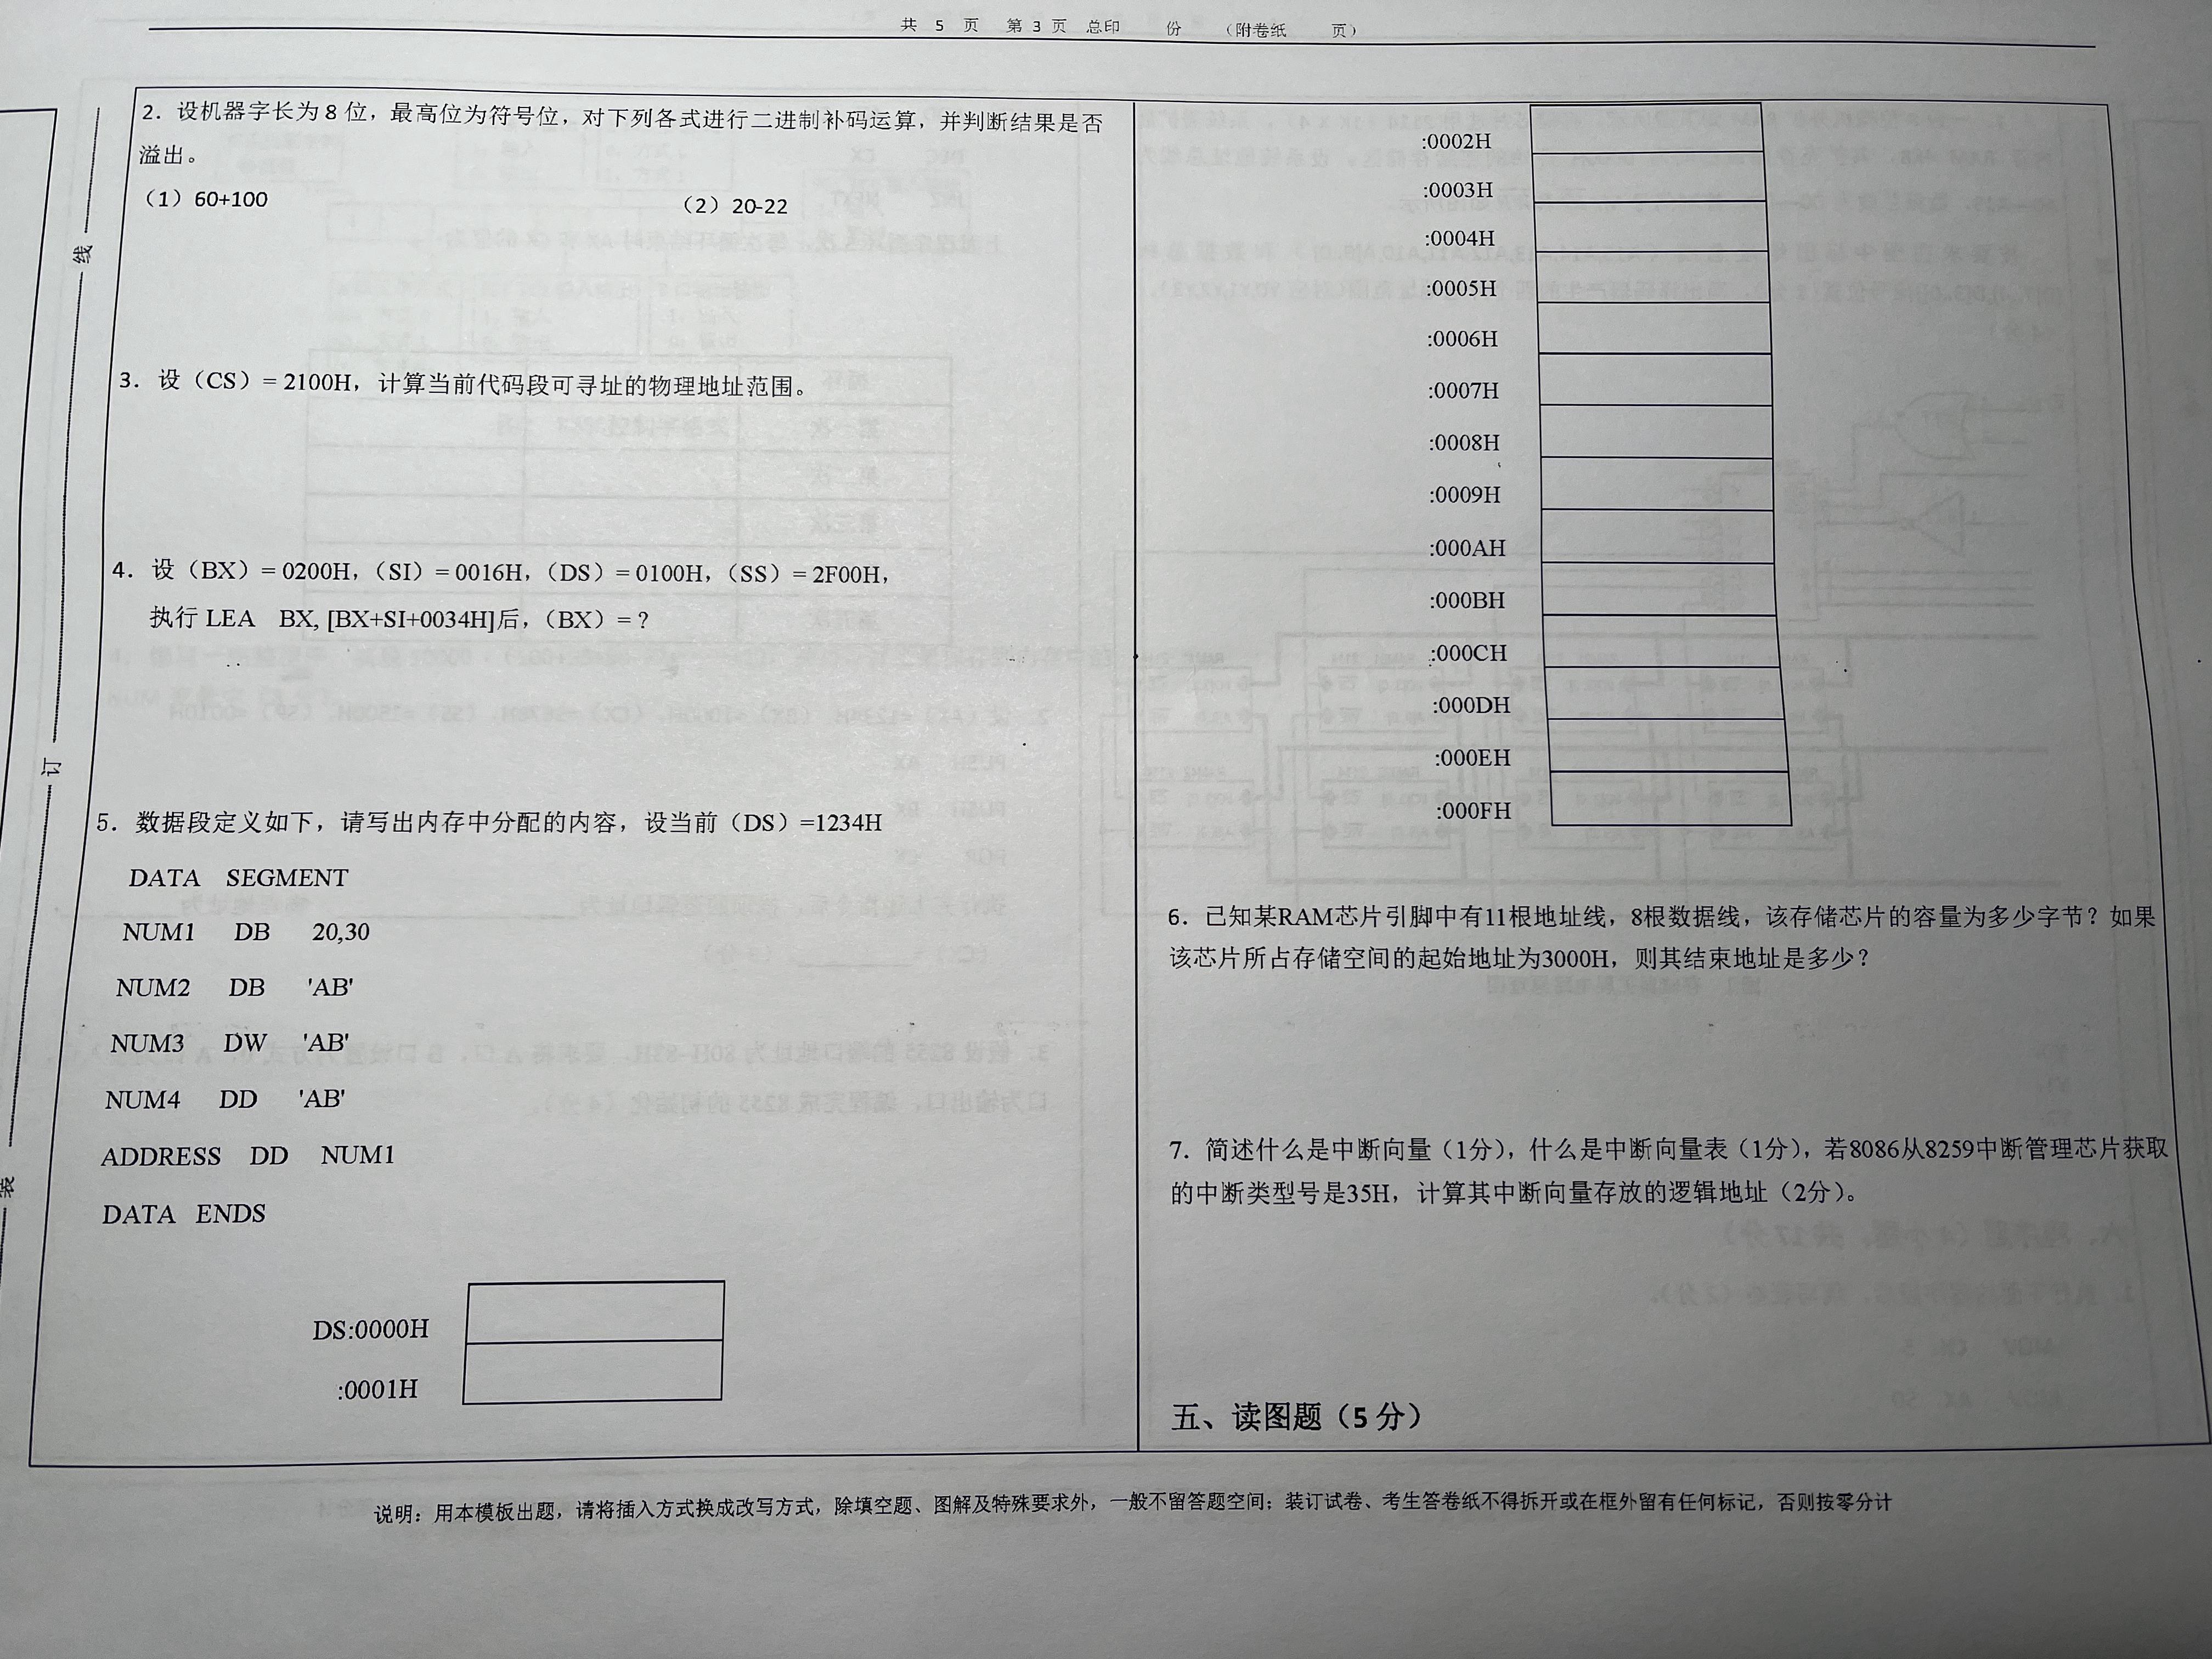 共 5 页 第 3 页 总印 份 （附卷纸 页）
2．设机器字长为 8 位，最高位为符号位，对下列各式进行二进制补码运算，并判断结果是否
溢出。
（1）60+100 （2）20-22
3．设（CS）= 2100H，计算当前代码段可寻址的物理地址范围。
4．设（BX）= 0200H，（SI）= 0016H，（DS）= 0100H，（SS）= 2F00H，
执行 LEA BX, [BX+SI+0034H]后，（BX）=？
5．数据段定义如下，请写出内存中分配的内容，设当前（DS）=1234H
DATA SEGMENT
NUM1 DB 20,30
NUM2 DB 'AB'
NUM3 DW 'AB'
NUM4 DD 'AB'
ADDRESS DD NUM1
DATA ENDS
DS:0000H
:0001H
:0002H
:0003H
:0004H
:0005H
:0006H
:0007H
:0008H
:0009H
:000AH
:000BH
:000CH
:000DH
:000EH
:000FH
6．已知某RAM芯片引脚中有11根地址线，8根数据线，该存储芯片的容量为多少字节？如果
该芯片所占存储空间的起始地址为3000H，则其结束地址是多少？
7．简述什么是中断向量（1分），什么是中断向量表（1分），若8086从8259中断管理芯片获取
的中断类型号是35H，计算其中断向量存放的逻辑地址（2分）。
五、读图题（5 分）
说明：用本模板出题，请将插入方式换成改写方式，除填空题、图解及特殊要求外，一般不留答题空间；装订试卷、考生答卷纸不得拆开或在框外留有任何标记，否则按零分计
线
订
装